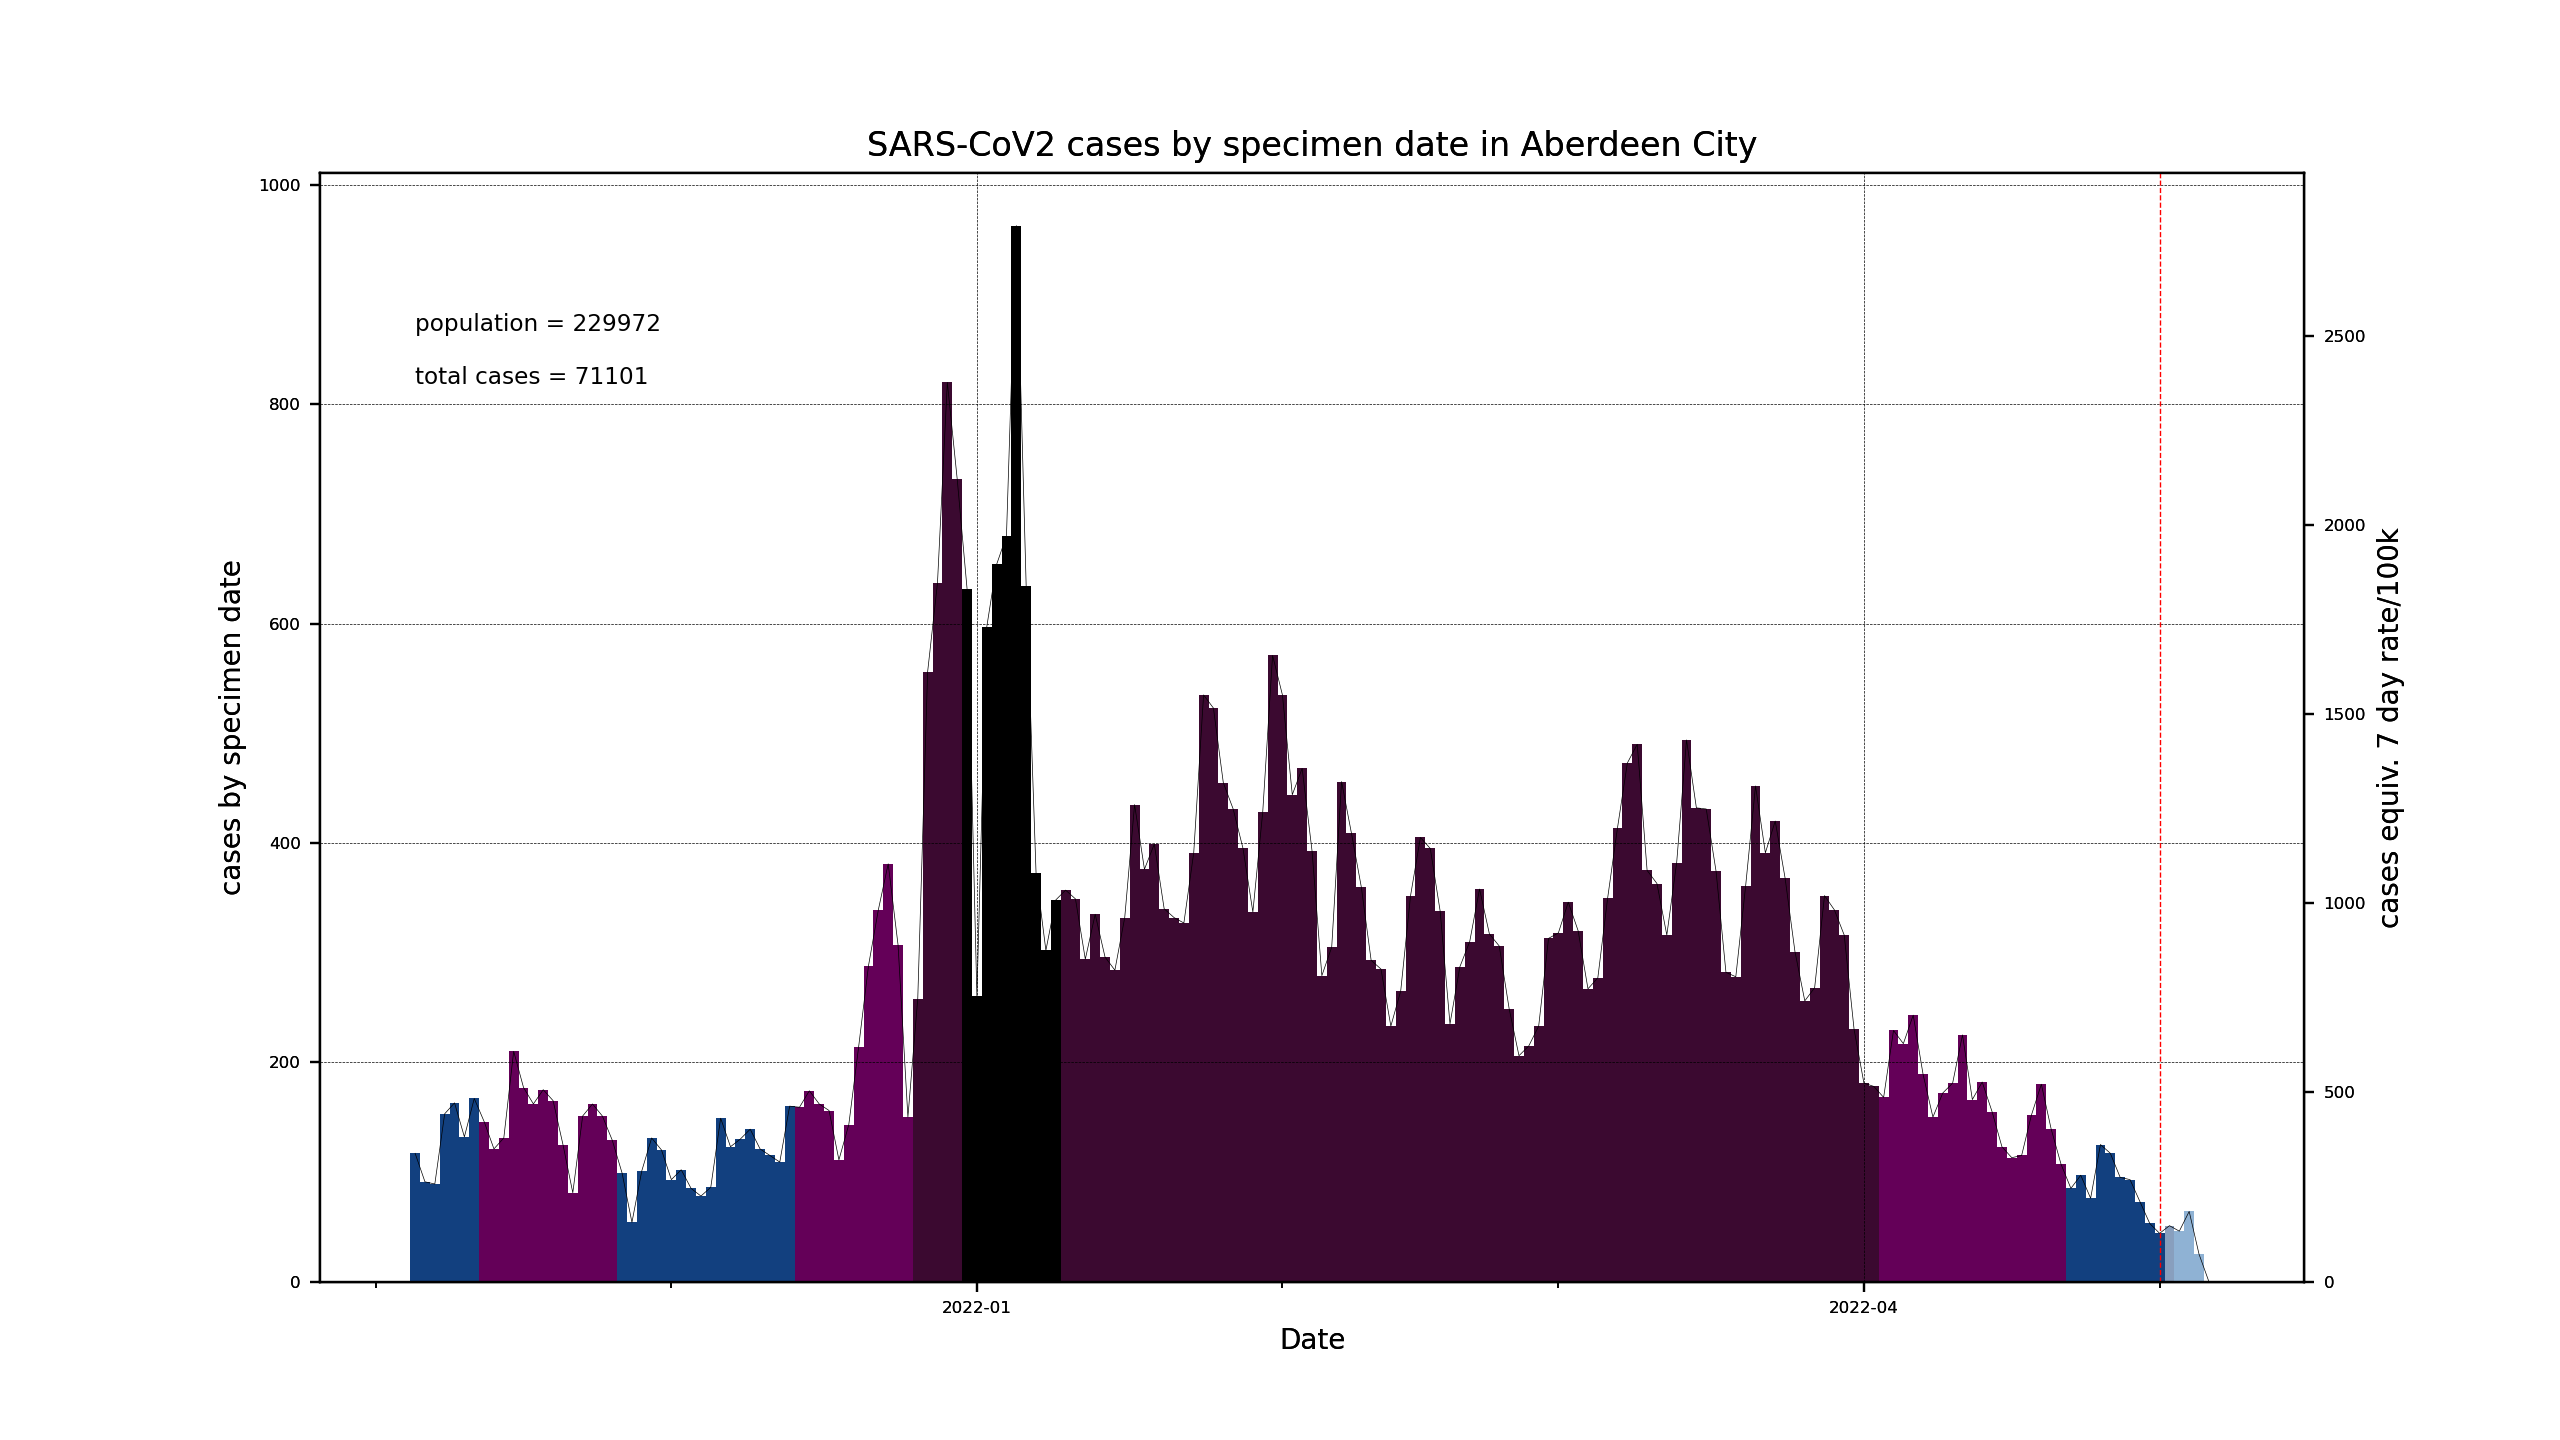 SARS-CoV2 cases by specimen date in Aberdeen City
population = 229972
total cases = 71101
cases by specimen date
1000
800
600
400
200
0
2500
2000
1500
1000
500
0
cases equiv. 7 day rate/100k
2022-01
2022-04
Date